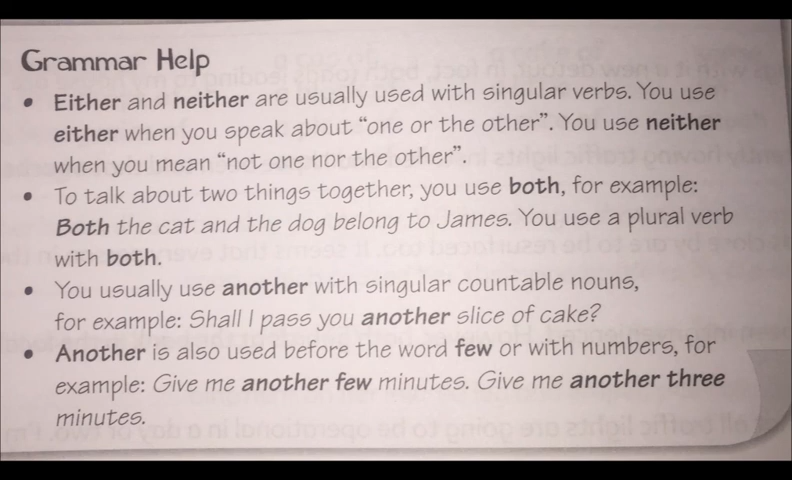 Grammar Help
• Either and neither are usually used with singular verbs. You use
either when you speak about “one or the other”. You use neither
when you mean “not one nor the other”.
• To talk about two things together, you use both, for example:
Both the cat and the dog belong to James. You use a plural verb
with both.
• You usually use another with singular countable nouns,
for example: Shall I pass you another slice of cake?
• Another is also used before the word few or with numbers, for
example: Give me another few minutes. Give me another three
minutes.